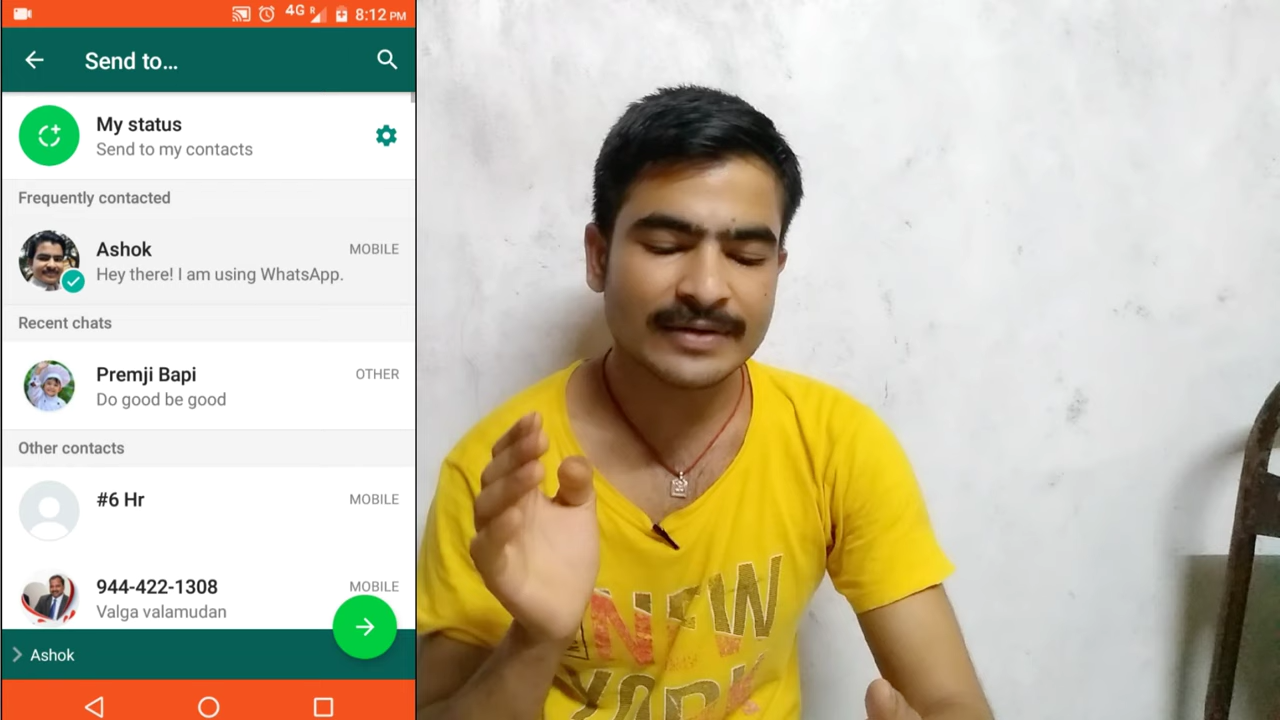 4G R 8:12 PM
Send to...
My status
Send to my contacts
Frequently contacted
Ashok MOBILE
Hey there! I am using WhatsApp.
Recent chats
Premji Bapi OTHER
Do good be good
Other contacts
#6 Hr MOBILE
944-422-1308 MOBILE
Valga valamudan
Ashok
NEW
YORK